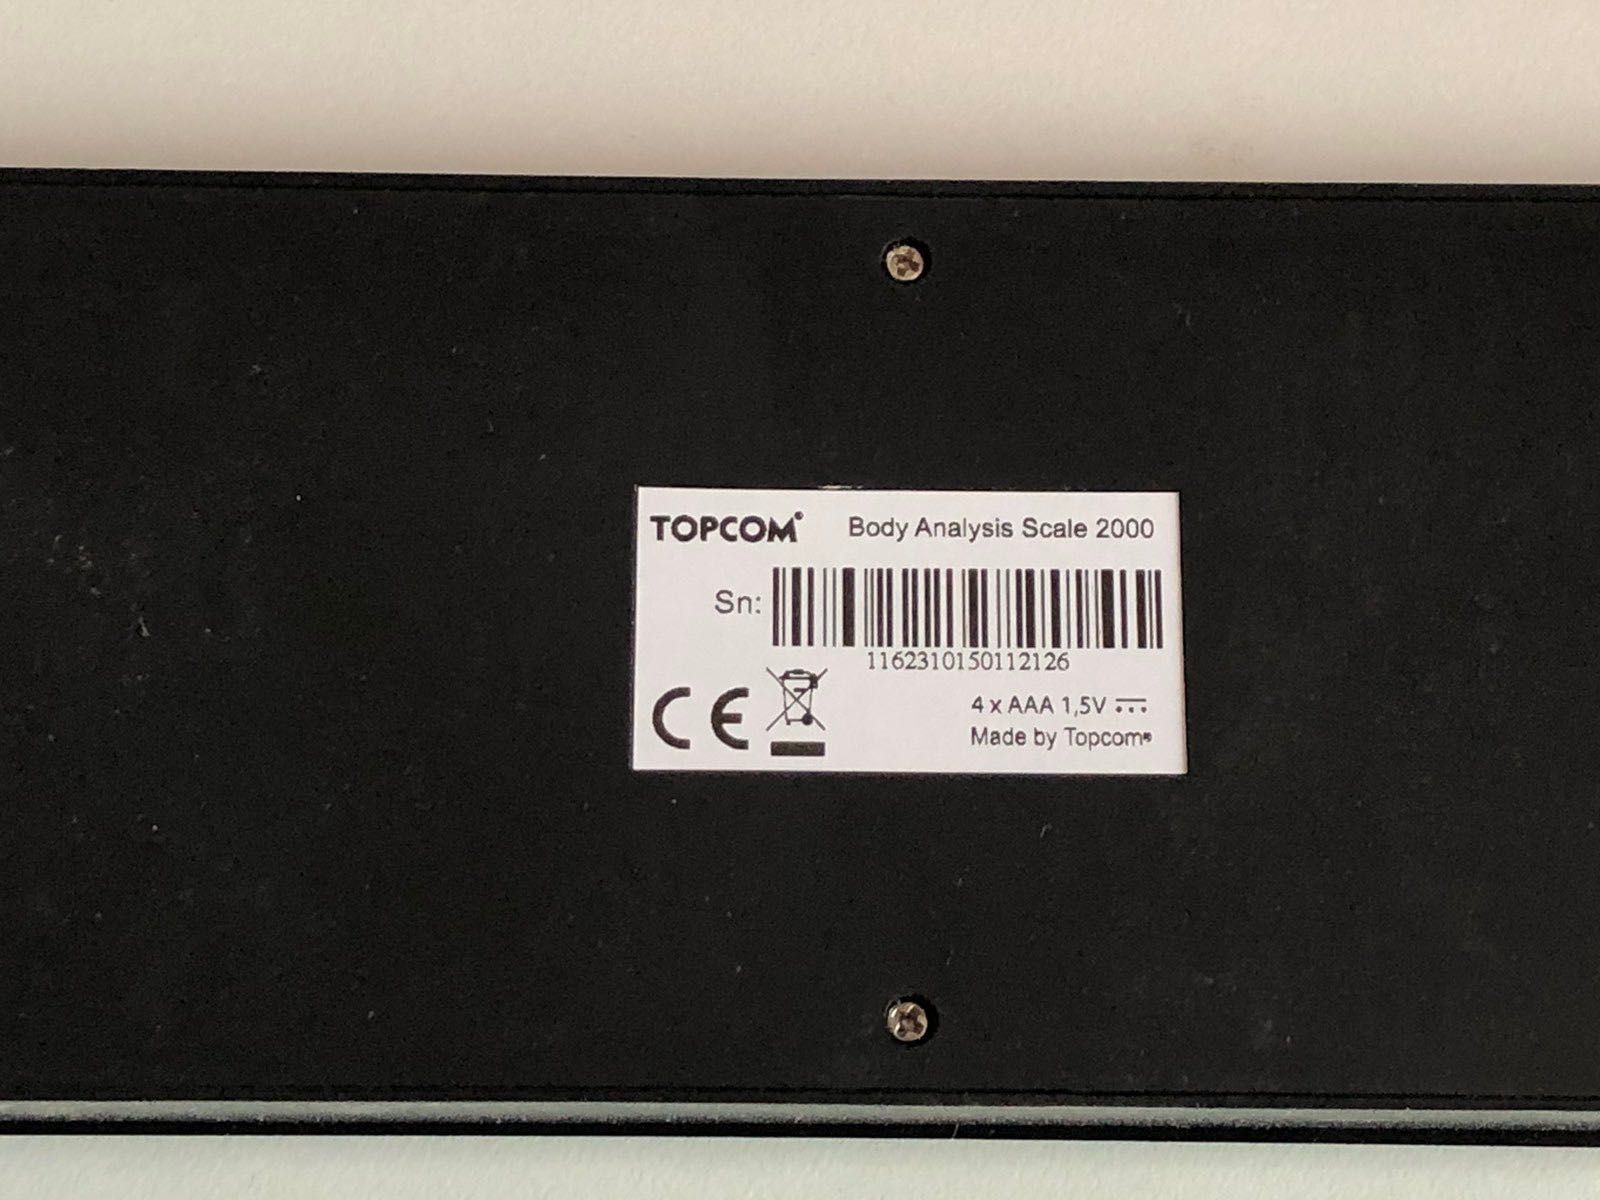 TOPCOM® Body Analysis Scale 2000
Sn:
1162310150112126
CE
4 x AAA 1,5V
Made by Topcom®